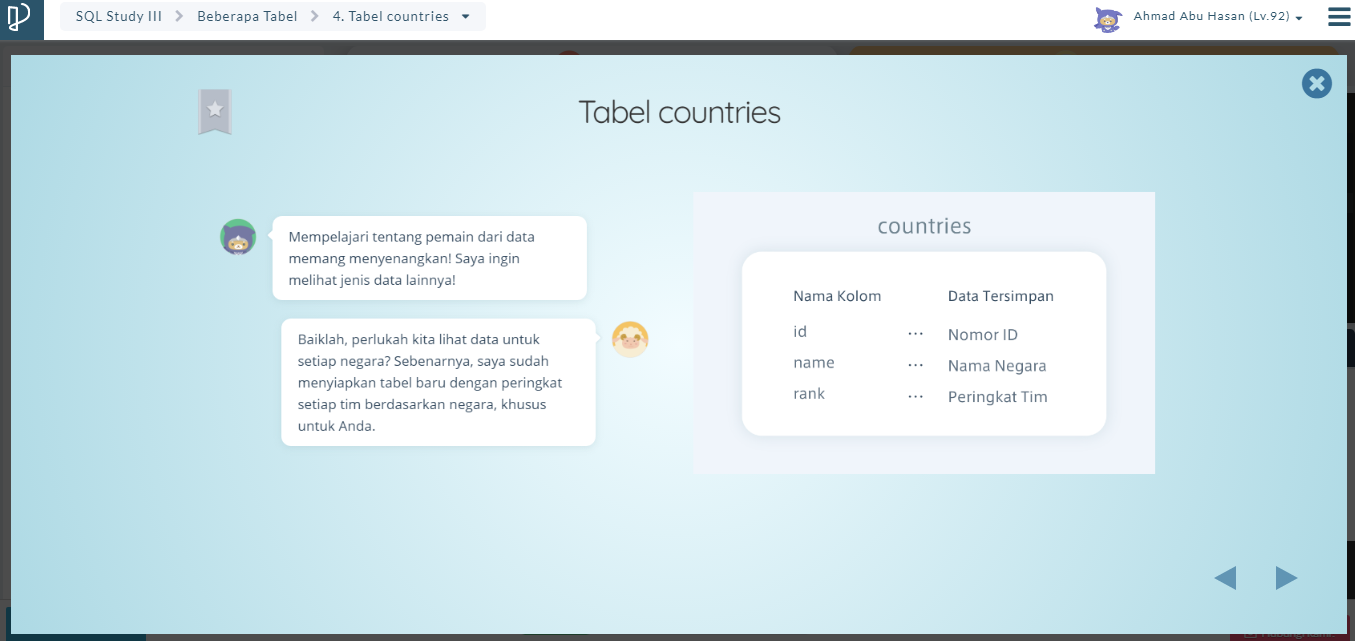 SQL Study III
Beberapa Tabel
4. Tabel countries
Ahmad Abu Hasan (Lv.92)
Tabel countries
Mempelajari tentang pemain dari data
memang menyenangkan! Saya ingin
melihat jenis data lainnya!
Baiklah, perlukah kita lihat data untuk
setiap negara? Sebenarnya, saya sudah
menyiapkan tabel baru dengan peringkat
setiap tim berdasarkan negara, khusus
untuk Anda.
countries
Nama Kolom Data Tersimpan
id ... Nomor ID
name ... Nama Negara
rank ... Peringkat Tim